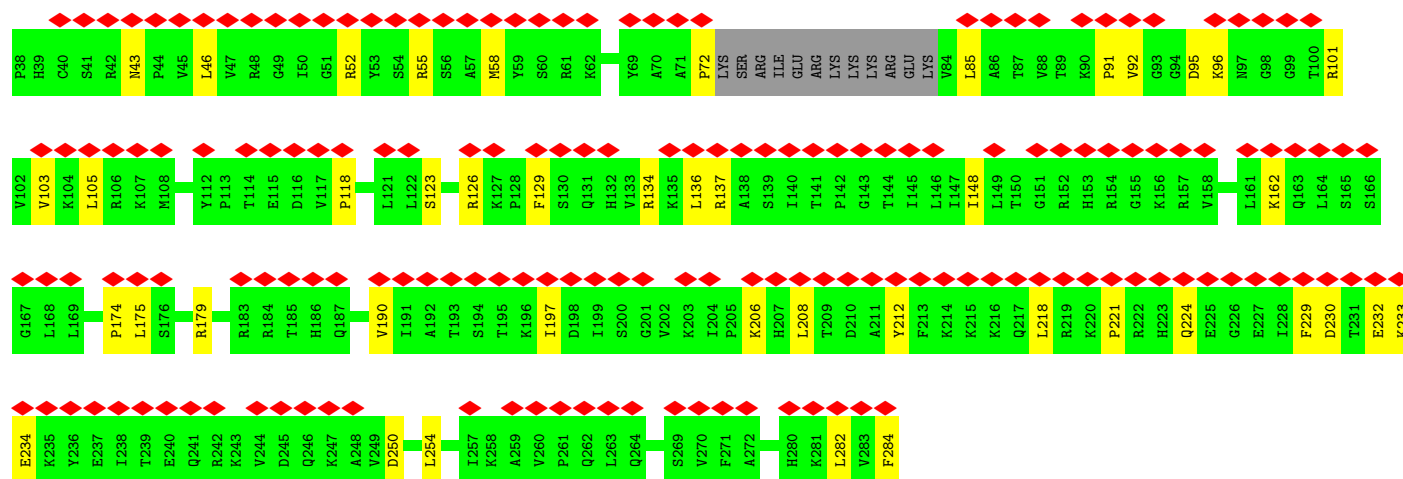 P38 H39 C40 S41 R42 N43 P44 V45 L46 V47 R48 G49 I50 G51 R52 Y53 S54 R55 S56 A57 M58 Y59 S60 R61 K62 Y69 A70 A71 P72 LYS SER ARG ILE GLU ARG LYS LYS LYS ARG GLU LYS V84 L85 A86 T87 V88 T89 K90 P91 V92 G93 G94 D95 K96 N97 G98 G99 T100 R101
V102 V103 K104 L105 R106 K107 M108 Y112 P113 T114 E115 D116 V117 P118 L121 L122 S123 R126 K127 P128 F129 S130 Q131 H132 V133 R134 K135 L136 R137 A138 S139 I140 T141 P142 G143 T144 I145 L146 I147 I148 L149 T150 G151 R152 H153 R154 G155 K156 R157 V158 L161 K162 Q163 L164 S165 S166
G167 L168 L169 P174 L175 S176 R179 R183 R184 T185 H186 Q187 V190 I191 A192 T193 S194 T195 K196 I197 D198 I199 S200 G201 V202 K203 I204 P205 K206 H207 L208 T209 D210 A211 Y212 F213 K214 K215 K216 Q217 L218 R219 K220 P221 R222 H223 Q224 E225 G226 E227 I228 F229 D230 T231 E232 K233
E234 K235 Y236 E237 I238 T239 E240 Q241 R242 K243 V244 D245 Q246 K247 A248 V249 D250 L254 I257 K258 A259 V260 P261 Q262 L263 Q264 S269 V270 F271 A272 H280 K281 L282 V283 F284